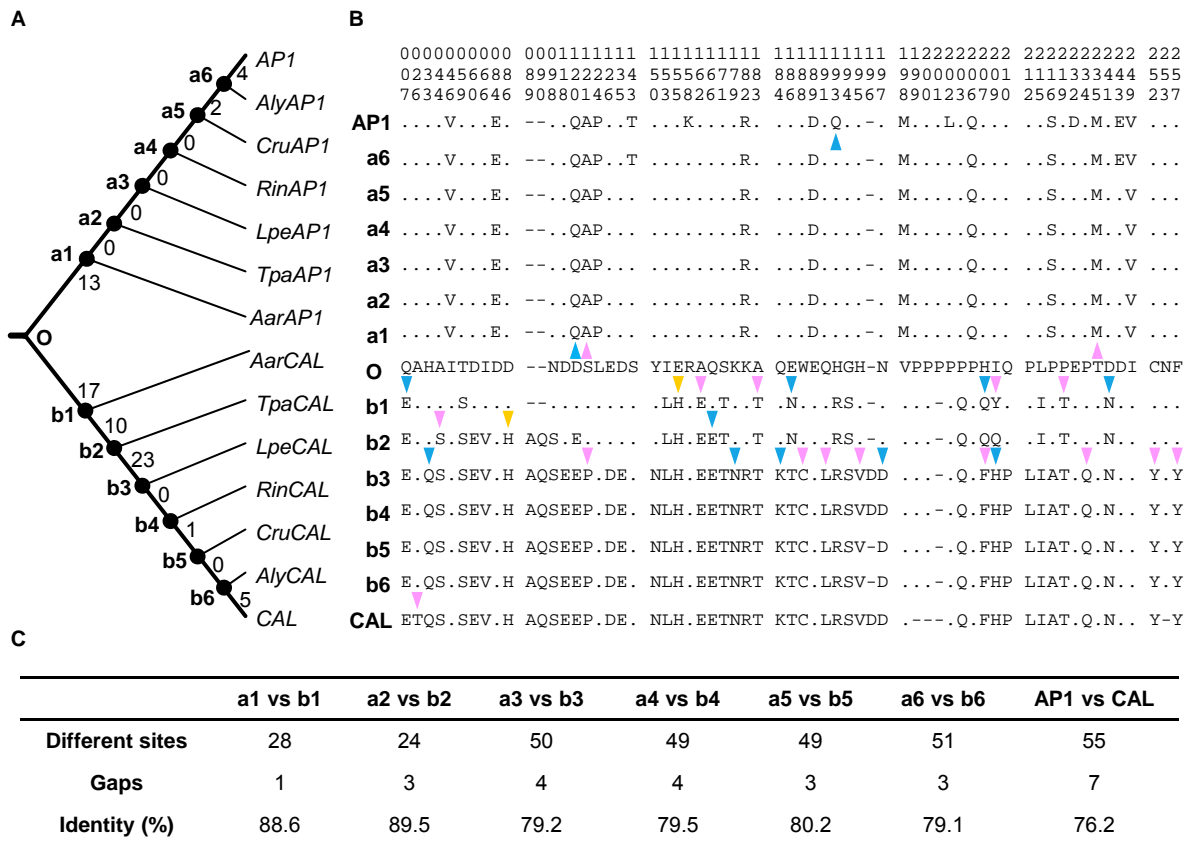 A
B
AP1
AlyAP1
CruAP1
RinAP1
LpeAP1
TpaAP1
AarAP1
AarCAL
TpaCAL
LpeCAL
RinCAL
CruCAL
AlyCAL
CAL
a6
4
a5
2
a4
0
a3
0
a2
0
a1
0
13
O
17
b1
10
b2
23
b3
0
b4
1
b5
0
b6
5
0000000000 0001111111 1111111111 1111111111 1122222222 2222222222 222
0234456688 8991222234 5555667788 8889999999 9900000001 1111333444 555
7634690646 9088014653 0358261923 4689134567 8901236790 2569245139 237
AP1 ....V...E. --..QAP..T ...K....R. ...D.Q..-. M...L.Q... ..S.D.M.EV ...
a6 ....V...E. --..QAP..T ........R. ...D....-. M.....Q... ..S...M.EV ...
a5 ....V...E. --..QAP... ........R. ...D....-. M.....Q... ..S...M..V ...
a4 ....V...E. --..QAP... ........R. ...D....-. M.....Q... ..S...M..V ...
a3 ....V...E. --..QAP... ........R. ...D....-. M.....Q... ..S...M..V ...
a2 ....V...E. --..QAP... ........R. ...D....-. M.....Q... ..S...M..V ...
a1 ....V...E. --..QAP... ........R. ...D....-. M.....Q... ..S...M..V ...
O QAHAITDIDD --NDDSLEDS YIERAQSKKA QEWEQHGH-N VPPPPPPHIQ PLPPEPTDDI CNF
b1 E....S.... --........ .LH.E.T..T .N...RS.-. ...-.Q.QY. .I.T...N.. ...
b2 E..S.SEV.H AQS.E..... .LH.EET..T .N...RS.-. ...-.Q.QQ. .I.T...N.. ...
b3 E.QS.SEV.H AQSEEP.DE. NLH.EETNRT KTC.LRSVDD ...-.Q.FHP LIAT.Q.N.. Y.Y
b4 E.QS.SEV.H AQSEEP.DE. NLH.EETNRT KTC.LRSVDD ...-.Q.FHP LIAT.Q.N.. Y.Y
b5 E.QS.SEV.H AQSEEP.DE. NLH.EETNRT KTC.LRSV-D ...-.Q.FHP LIAT.Q.N.. Y.Y
b6 E.QS.SEV.H AQSEEP.DE. NLH.EETNRT KTC.LRSV-D ...-.Q.FHP LIAT.Q.N.. Y.Y
CAL ETQS.SEV.H AQSEEP.DE. NLH.EETNRT KTC.LRSVDD .---.Q.FHP LIAT.Q.N.. Y-Y
C
a1 vs b1 a2 vs b2 a3 vs b3 a4 vs b4 a5 vs b5 a6 vs b6 AP1 vs CAL
Different sites 28 24 50 49 49 51 55
Gaps 1 3 4 4 3 3 7
Identity (%) 88.6 89.5 79.2 79.5 80.2 79.1 76.2